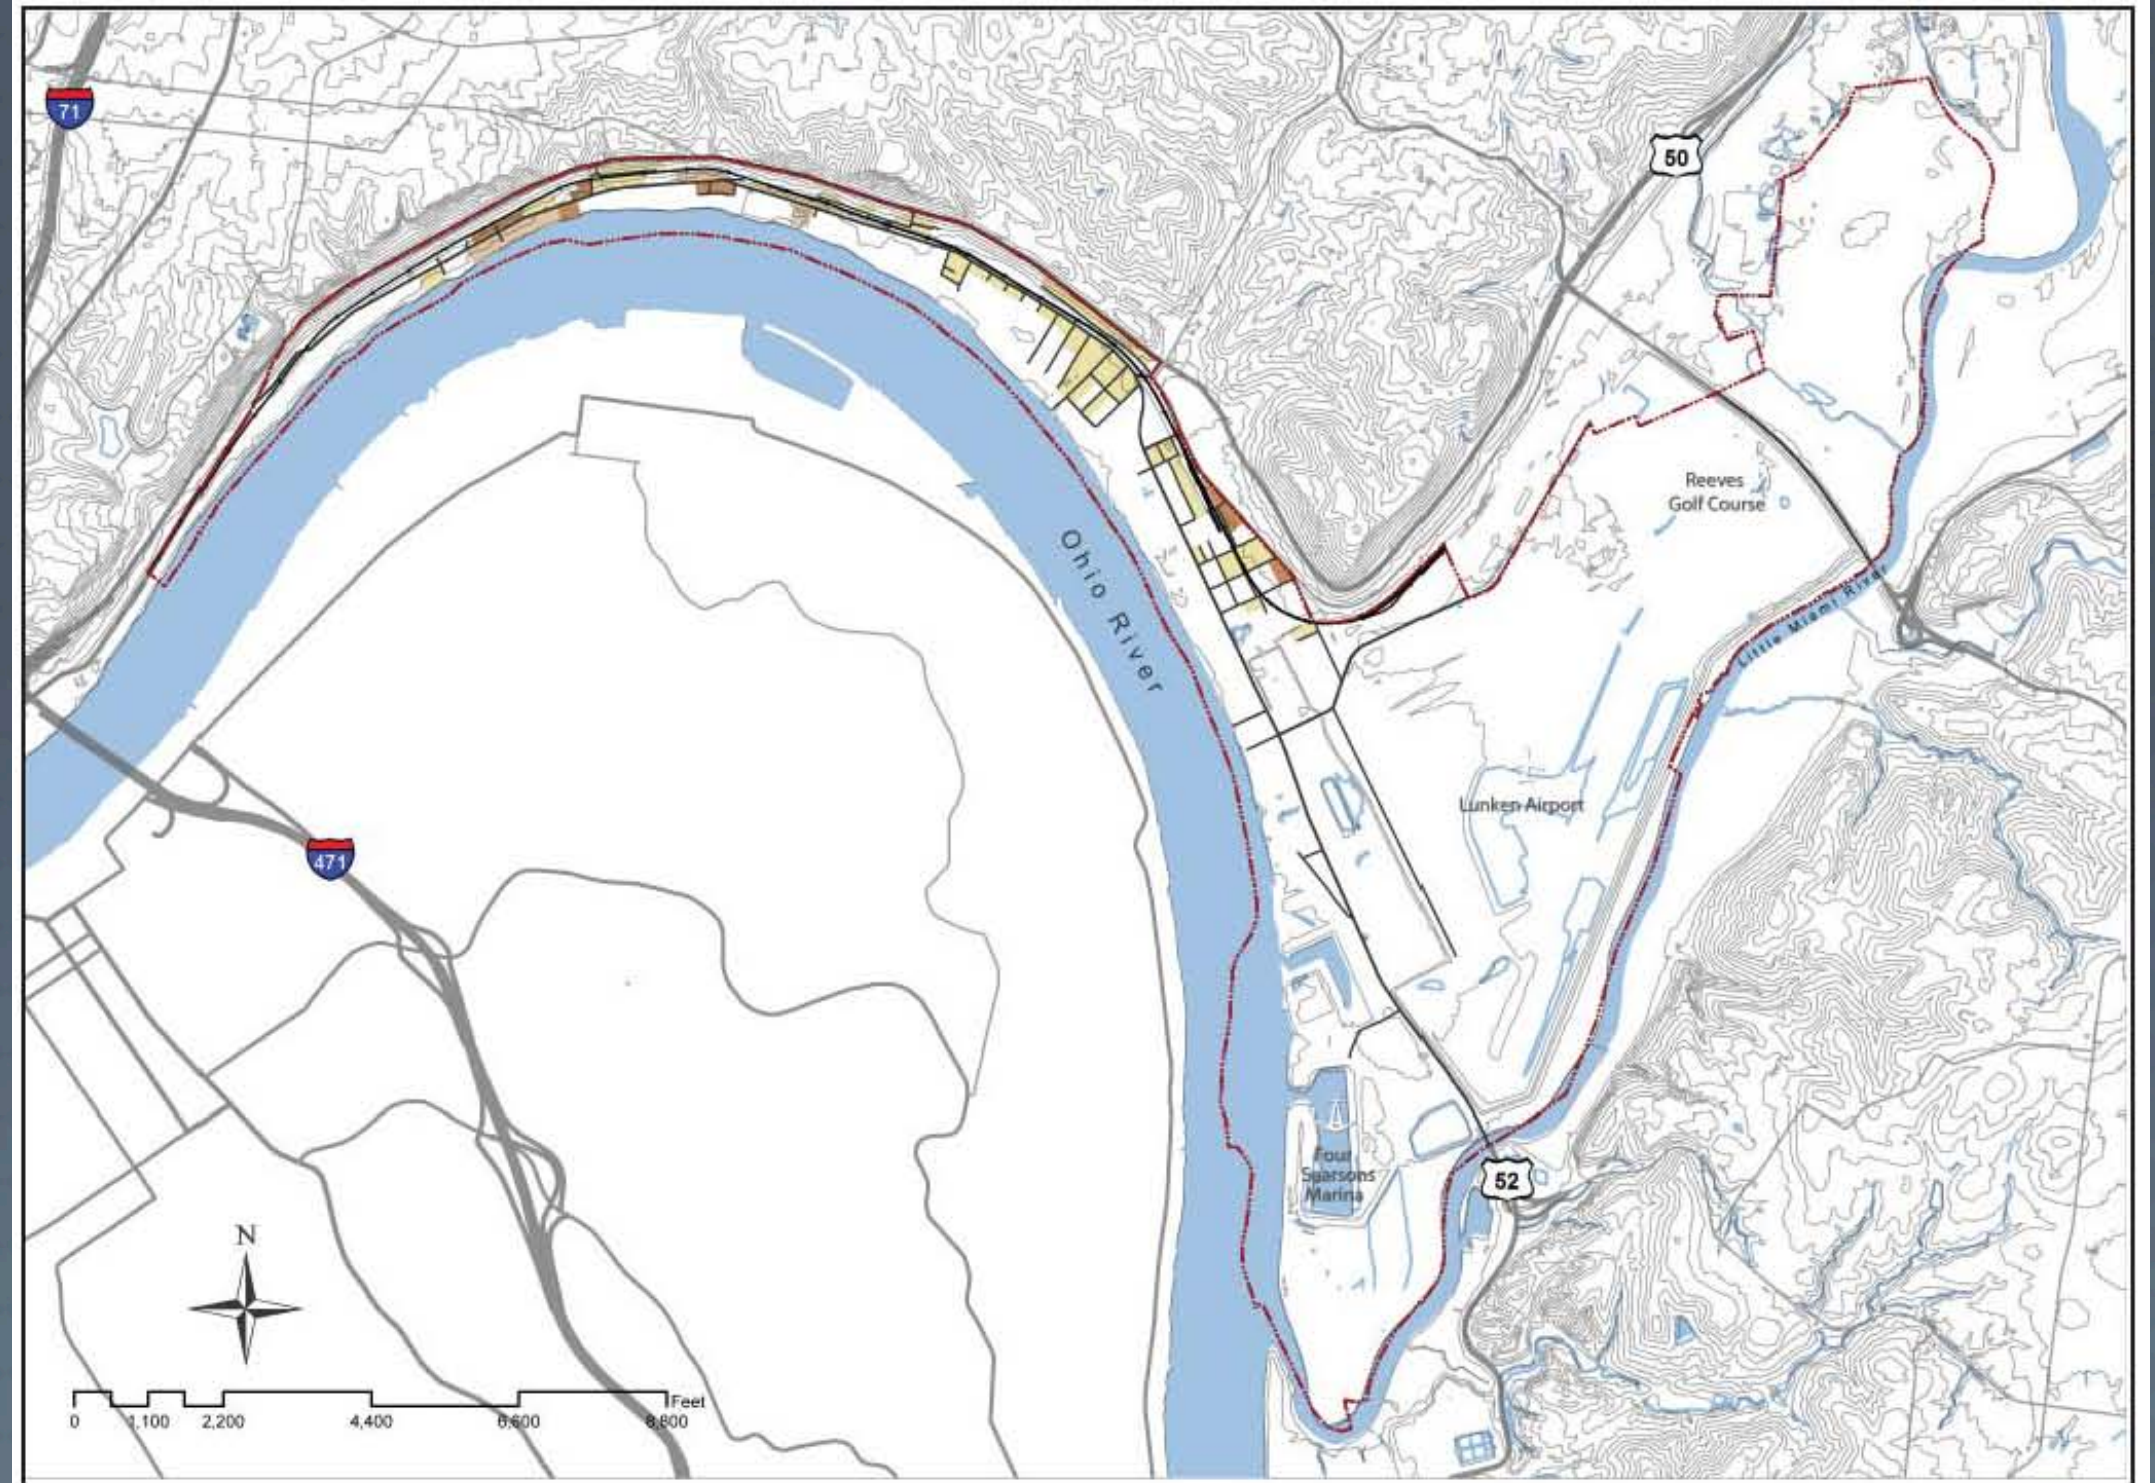 71
50
Reeves
Golf Course
Ohio River
Little Miami River
Lunken Airport
471
Four
Searsons
Marina
52
N
Feet
0 1,100 2,200 4,400 6,600 8,800